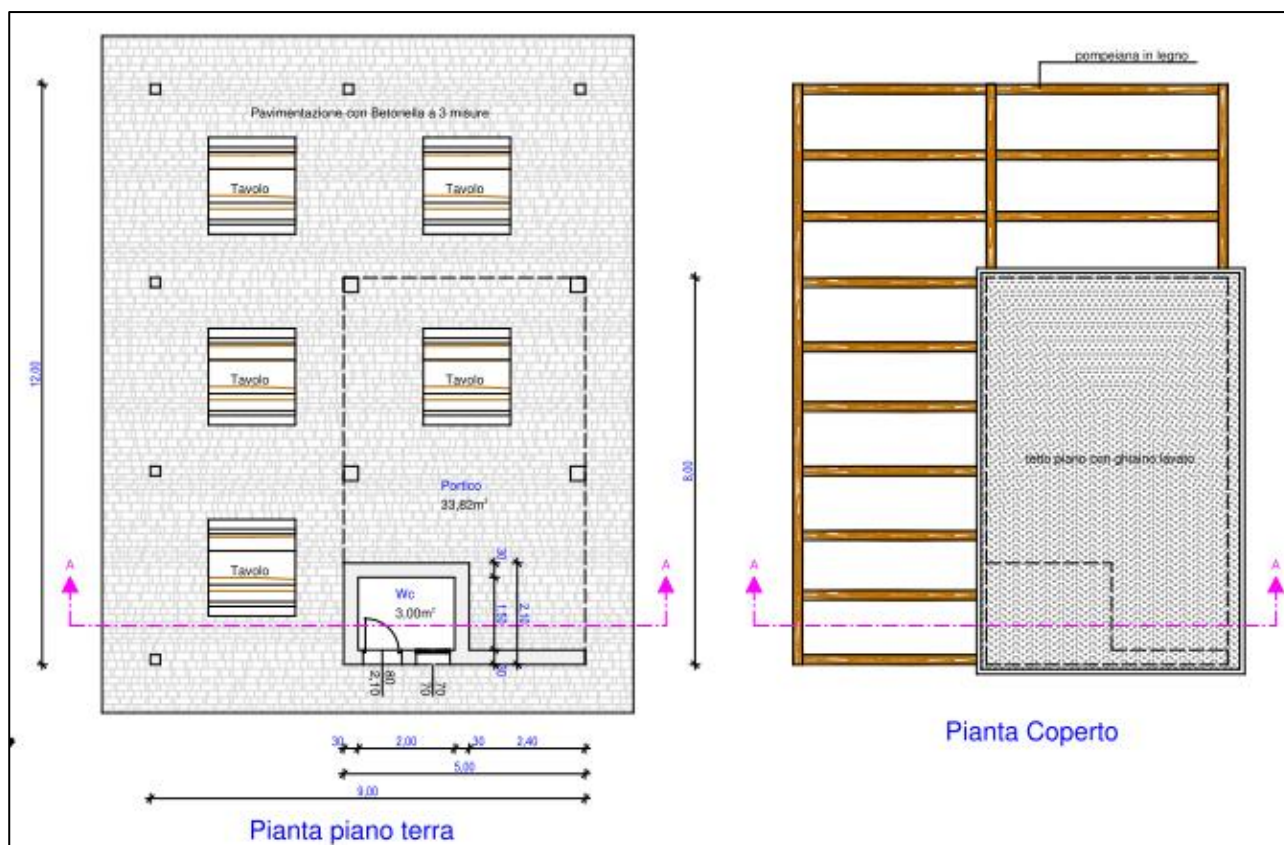 pompeiana in legno
Pavimentazione con Betonella a 3 misure
Tavolo
Tavolo
12,00
Tavolo
Tavolo
8,00
tetto piano con ghiaino lavato
Portico
33,82m²
Tavolo
A
A
A
A
30
Wc
3,00m²
1,50
2,10
30
80
2,10
70
70
30
2,00
30
2,40
5,00
9,00
Pianta Coperto
Pianta piano terra